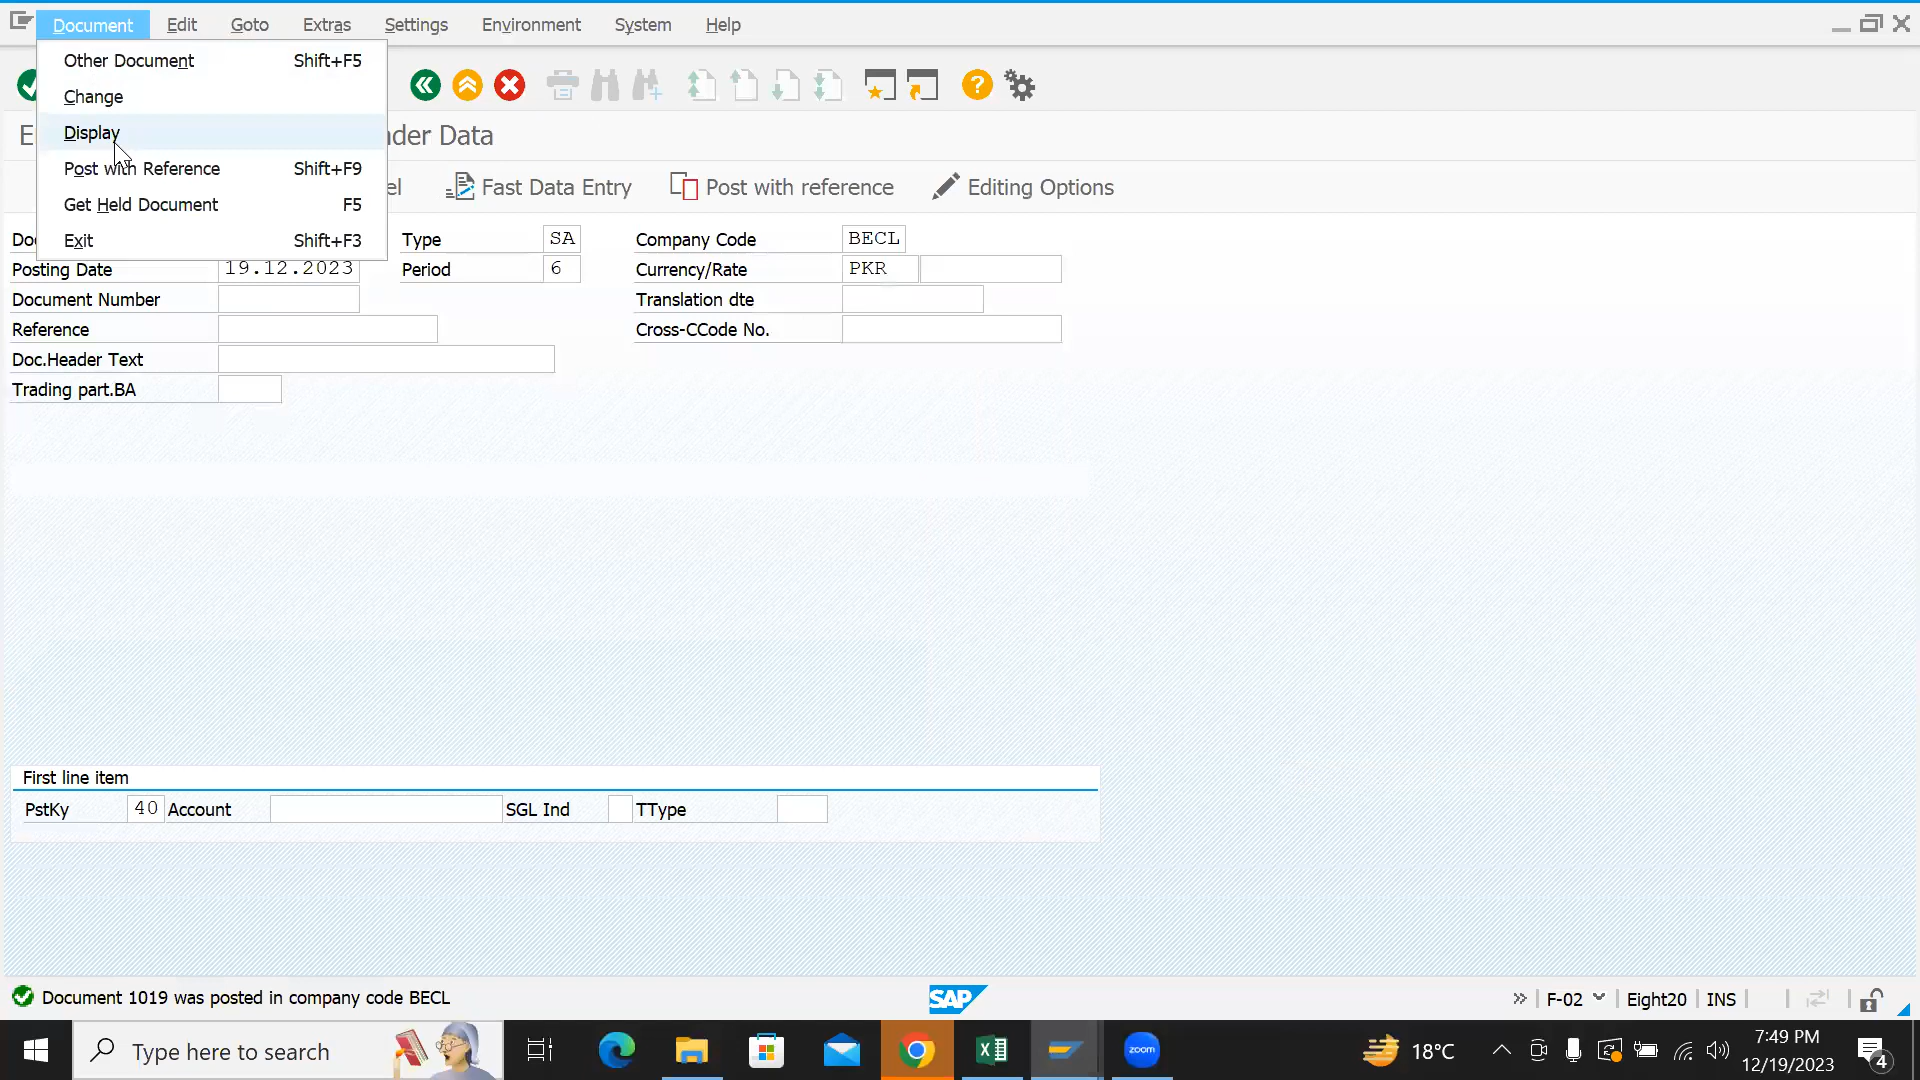 Document Edit Goto Extras Settings Environment System Help
Other Document Shift+F5
Change
Display
Post with Reference Shift+F9
Get Held Document F5
Exit Shift+F3
E der Data
el Fast Data Entry Post with reference Editing Options
Doc Type SA Company Code BECL
Posting Date 19.12.2023 Period 6 Currency/Rate PKR
Document Number Translation dte
Reference Cross-CCode No.
Doc.Header Text
Trading part.BA
First line item
PstKy 40 Account SGL Ind TType
Document 1019 was posted in company code BECL SAP F-02 Eight20 INS
Type here to search zoom 18°C 7:49 PM
12/19/2023 4